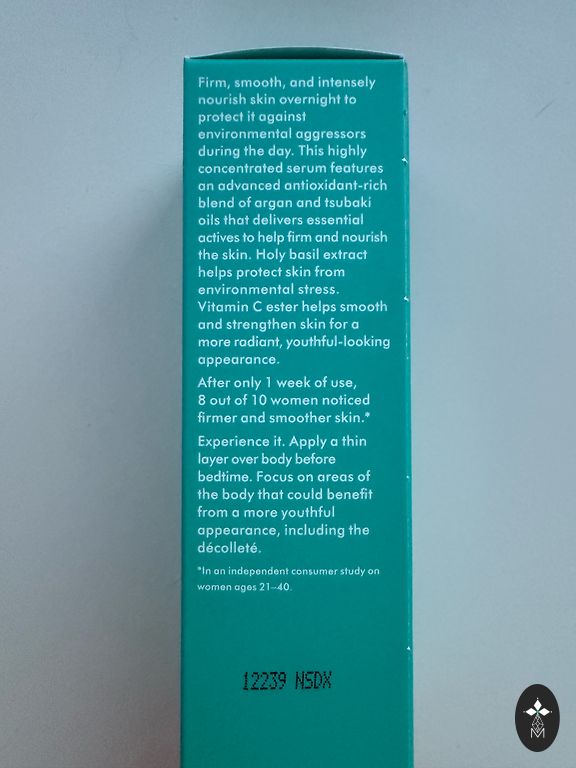 Firm, smooth, and intensely
nourish skin overnight to
protect it against
environmental aggressors
during the day. This highly
concentrated serum features
an advanced antioxidant-rich
blend of argan and tsubaki
oils that delivers essential
actives to help firm and nourish
the skin. Holy basil extract
helps protect skin from
environmental stress.
Vitamin C ester helps smooth
and strengthen skin for a
more radiant, youthful-looking
appearance.
After only 1 week of use,
8 out of 10 women noticed
firmer and smoother skin.*
Experience it. Apply a thin
layer over body before
bedtime. Focus on areas of
the body that could benefit
from a more youthful
appearance, including the
décolleté.
*In an independent consumer study on
women ages 21–40.
12239 NSDX
M